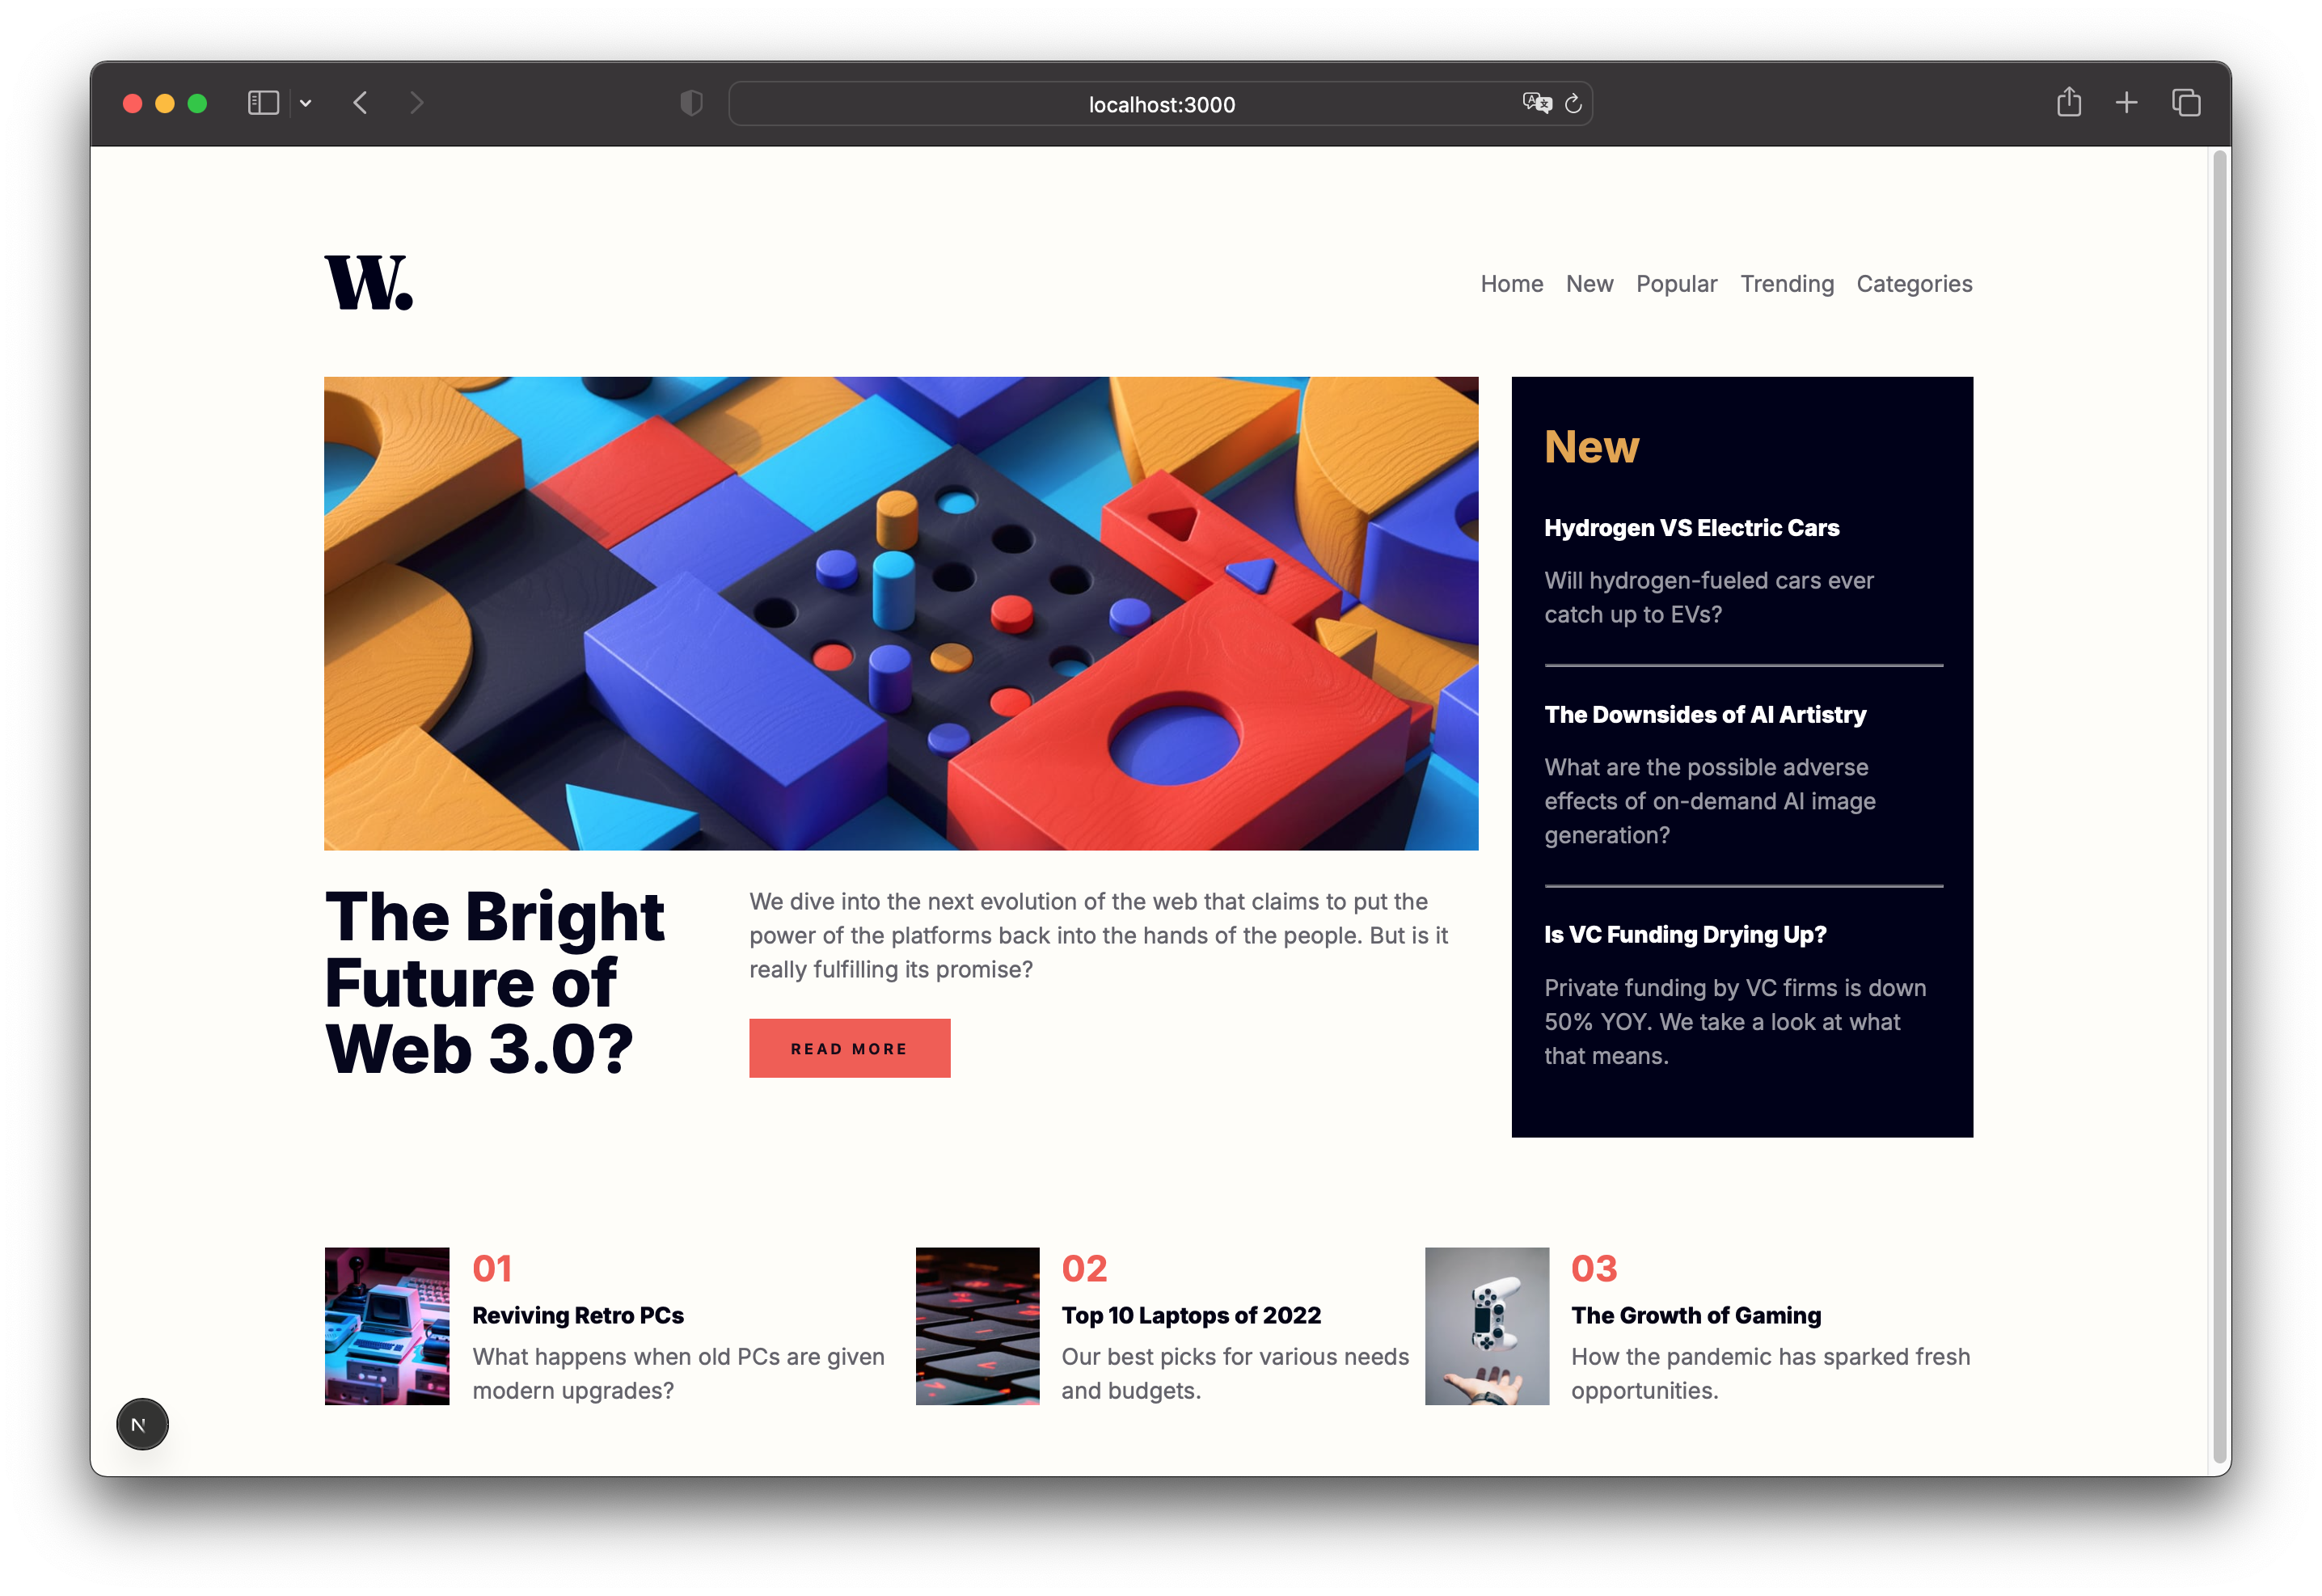 localhost:3000
W.
Home New Popular Trending Categories
New
Hydrogen VS Electric Cars
Will hydrogen-fueled cars ever
catch up to EVs?
The Downsides of AI Artistry
What are the possible adverse
effects of on-demand AI image
generation?
Is VC Funding Drying Up?
Private funding by VC firms is down
50% YOY. We take a look at what
that means.
The Bright
Future of
Web 3.0?
We dive into the next evolution of the web that claims to put the
power of the platforms back into the hands of the people. But is it
really fulfilling its promise?
READ MORE
01
Reviving Retro PCs
What happens when old PCs are given
modern upgrades?
02
Top 10 Laptops of 2022
Our best picks for various needs
and budgets.
03
The Growth of Gaming
How the pandemic has sparked fresh
opportunities.
N